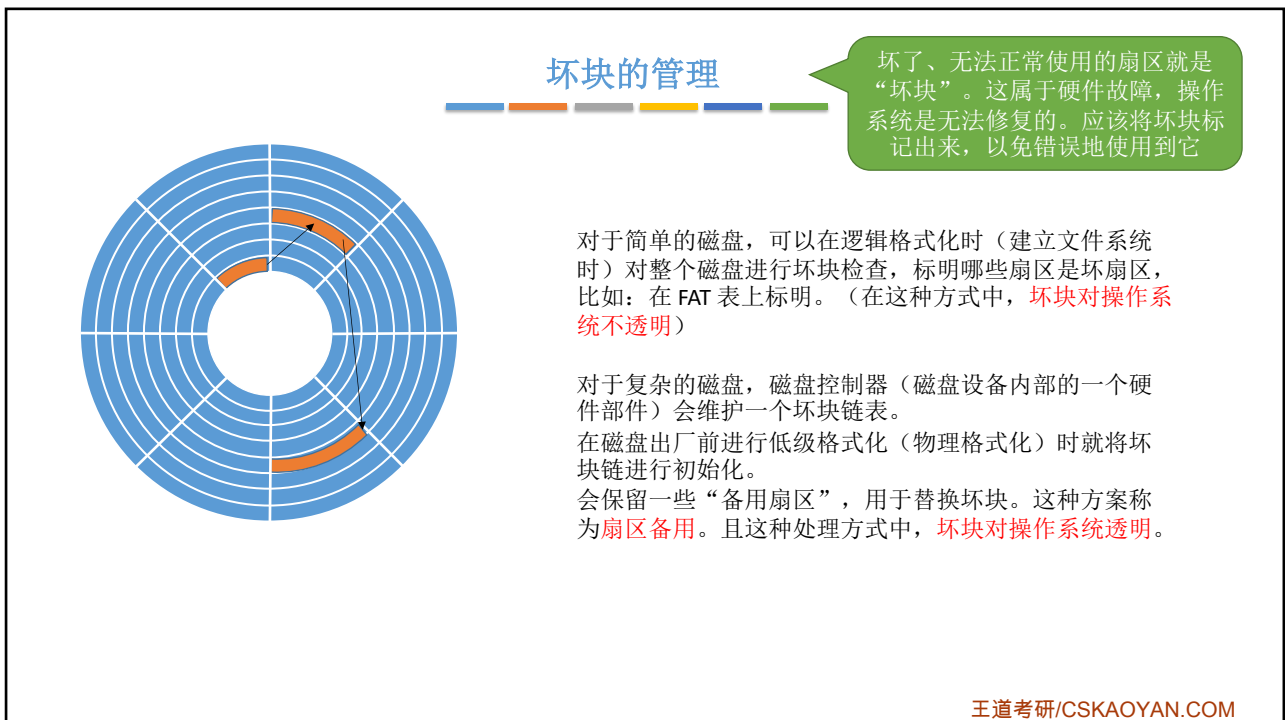 坏块的管理
坏了、无法正常使用的扇区就是
“坏块”。这属于硬件故障，操作
系统是无法修复的。应该将坏块标
记出来，以免错误地使用到它
对于简单的磁盘，可以在逻辑格式化时（建立文件系统
时）对整个磁盘进行坏块检查，标明哪些扇区是坏扇区，
比如：在 FAT 表上标明。（在这种方式中，坏块对操作系
统不透明）
对于复杂的磁盘，磁盘控制器（磁盘设备内部的一个硬
件部件）会维护一个坏块链表。
在磁盘出厂前进行低级格式化（物理格式化）时就将坏
块链进行初始化。
会保留一些“备用扇区”，用于替换坏块。这种方案称
为扇区备用。且这种处理方式中，坏块对操作系统透明。
王道考研/CSKAOYAN.COM